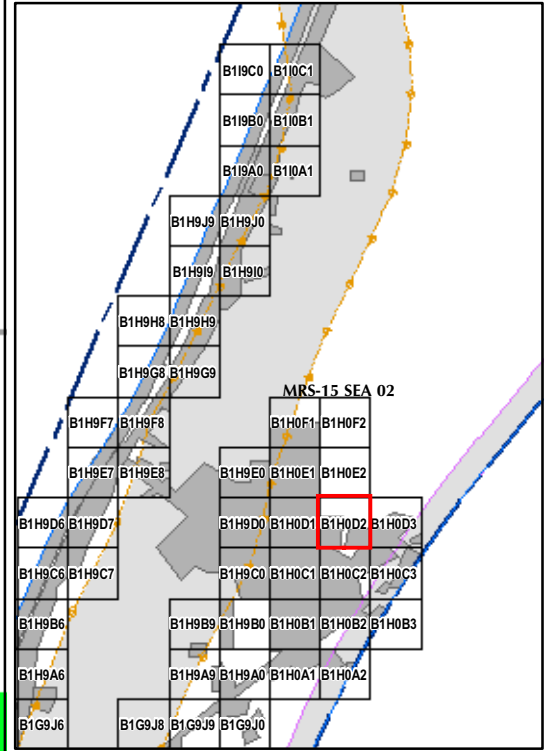 B1I9C0 B1I0C1
B1I9B0 B1I0B1
B1I9A0 B1I0A1
B1H9J9 B1H9J0
B1H9I9 B1H9I0
B1H9H8 B1H9H9
B1H9G8 B1H9G9
MRS-15 SEA 02
B1H9F7 B1H9F8 B1H0F1 B1H0F2
B1H9E7 B1H9E8 B1H9E0 B1H0E1 B1H0E2
B1H9D6 B1H9D7 B1H9D0 B1H0D1 B1H0D2 B1H0D3
B1H9C6 B1H9C7 B1H9C0 B1H0C1 B1H0C2 B1H0C3
B1H9B6 B1H9B9 B1H9B0 B1H0B1 B1H0B2 B1H0B3
B1H9A6 B1H9A9 B1H9A0 B1H0A1 B1H0A2
B1G9J6 B1G9J8 B1G9J9 B1G9J0